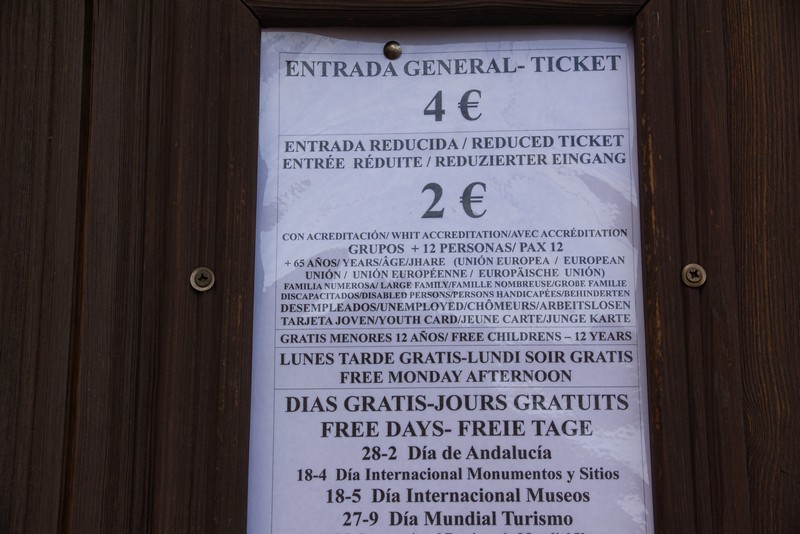 ENTRADA GENERAL- TICKET
4 €
ENTRADA REDUCIDA / REDUCED TICKET
ENTRÉE RÉDUITE / REDUZIERTER EINGANG
2 €
CON ACREDITACIÓN/ WHIT ACCREDITATION/AVEC ACCRÉDITATION
GRUPOS + 12 PERSONAS/ PAX 12
+ 65 AÑOS/ YEARS/ÂGE/JHARE (UNIÓN EUROPEA / EUROPEAN
UNIÓN / UNIÓN EUROPÉENNE / EUROPÄISCHE UNIÓN)
FAMILIA NUMEROSA/ LARGE FAMILY/FAMILLE NOMBREUSE/GROBE FAMILIE
DISCAPACITADOS/DISABLED PERSONS/PERSONS HANDICAPÉES/BEHINDERTEN
DESEMPLEADOS/UNEMPLOYED/CHÔMEURS/ARBEITSLOSEN
TARJETA JOVEN/YOUTH CARD/JEUNE CARTE/JUNGE KARTE
GRATIS MENORES 12 AÑOS/ FREE CHILDRENS – 12 YEARS
LUNES TARDE GRATIS-LUNDI SOIR GRATIS
FREE MONDAY AFTERNOON
DIAS GRATIS-JOURS GRATUITS
FREE DAYS- FREIE TAGE
28-2 Día de Andalucía
18-4 Día Internacional Monumentos y Sitios
18-5 Día Internacional Museos
27-9 Día Mundial Turismo